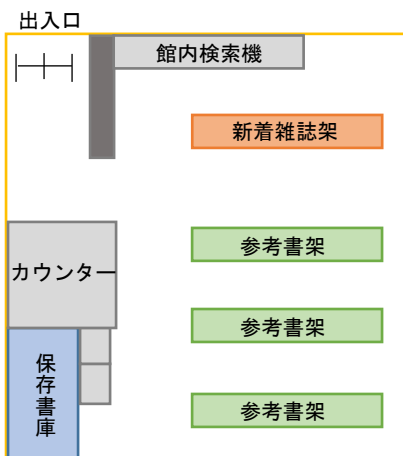 出入口
館内検索機
新着雑誌架
参考書架
カウンター
参考書架
保存書庫
参考書架